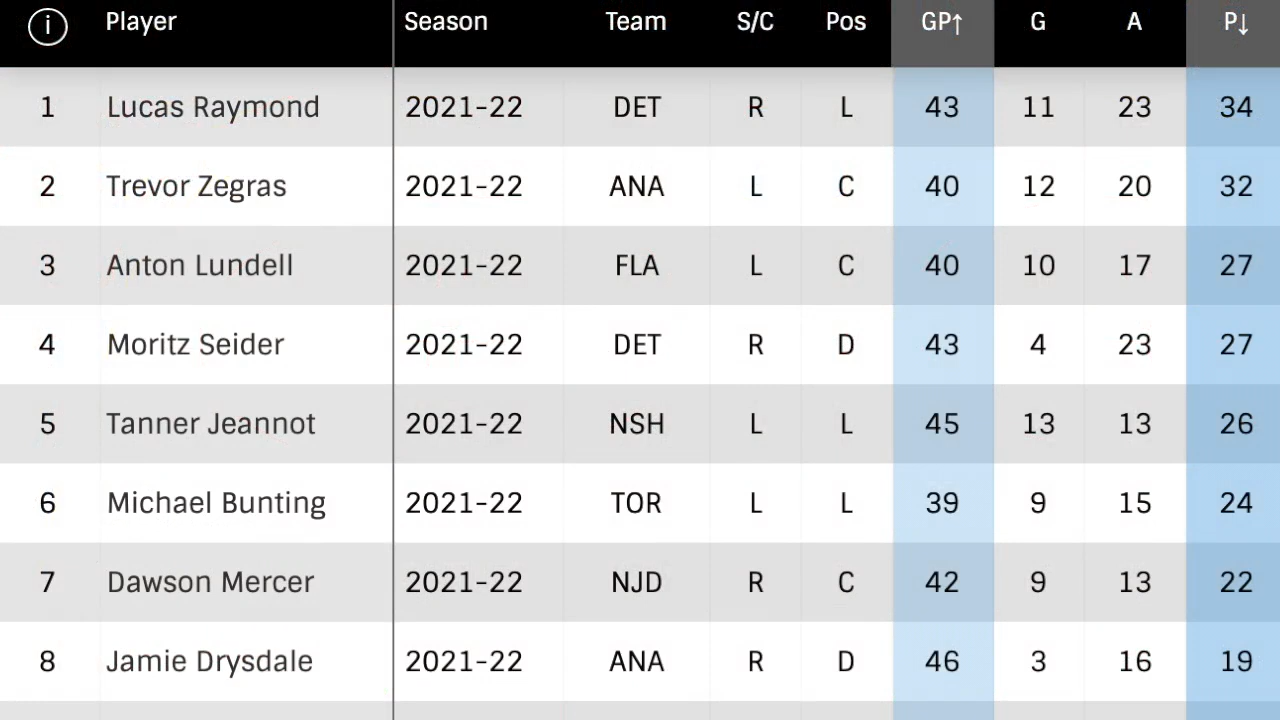 i Player Season Team S/C Pos GP↑ G A P↓
1 Lucas Raymond 2021-22 DET R L 43 11 23 34
2 Trevor Zegras 2021-22 ANA L C 40 12 20 32
3 Anton Lundell 2021-22 FLA L C 40 10 17 27
4 Moritz Seider 2021-22 DET R D 43 4 23 27
5 Tanner Jeannot 2021-22 NSH L L 45 13 13 26
6 Michael Bunting 2021-22 TOR L L 39 9 15 24
7 Dawson Mercer 2021-22 NJD R C 42 9 13 22
8 Jamie Drysdale 2021-22 ANA R D 46 3 16 19